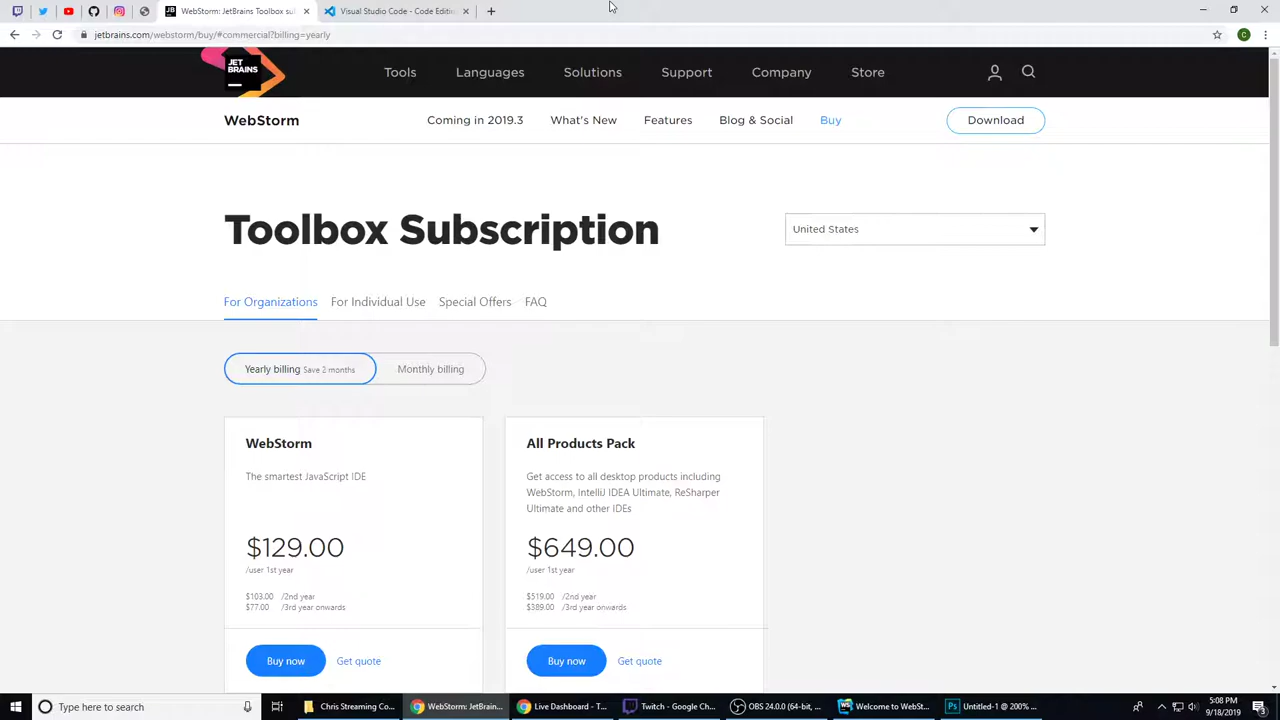 WebStorm: JetBrains Toolbox su
Visual Studio Code - Code Editi
jetbrains.com/webstorm/buy/#commercial?billing=yearly
C
JET
BRAINS
Tools
Languages
Solutions
Support
Company
Store
WebStorm
Coming in 2019.3
What's New
Features
Blog & Social
Buy
Download
Toolbox Subscription
United States
For Organizations
For Individual Use
Special Offers
FAQ
Yearly billing Save 2 months
Monthly billing
WebStorm
The smartest JavaScript IDE
$129.00
/user 1st year
$103.00 /2nd year
$77.00 /3rd year onwards
Buy now
Get quote
All Products Pack
Get access to all desktop products including
WebStorm, IntelliJ IDEA Ultimate, ReSharper
Ultimate and other IDEs
$649.00
/user 1st year
$519.00 /2nd year
$389.00 /3rd year onwards
Buy now
Get quote
Type here to search
Chris Streaming Co...
WebStorm: JetBrain...
Live Dashboard - T...
Twitch - Google Ch...
OBS 24.0.0 (64-bit, ...
Welcome to WebSt...
Untitled-1 @ 100% ...
5:08 PM
9/18/2019